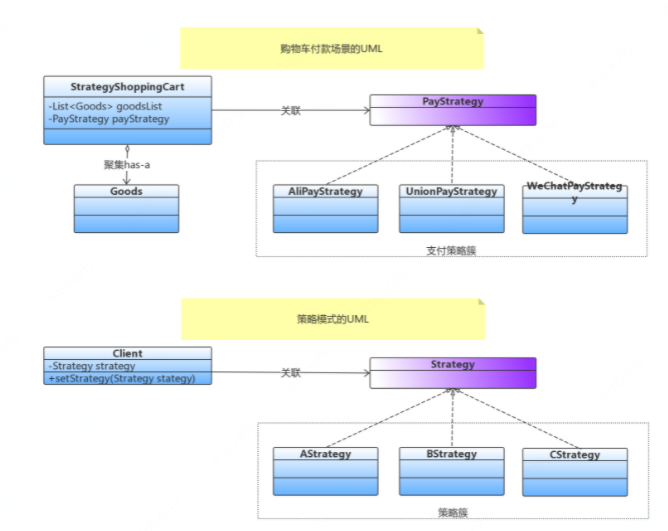 购物车付款场景的UML
StrategyShoppingCart
-List<Goods> goodsList
-PayStrategy payStrategy
关联
PayStrategy
聚集has-a
Goods
AliPayStrategy
UnionPayStrategy
WeChatPayStrateg
y
支付策略簇
策略模式的UML
Client
-Strategy strategy
+setStrategy(Strategy stategy)
关联
Strategy
AStrategy
BStrategy
CStrategy
策略簇